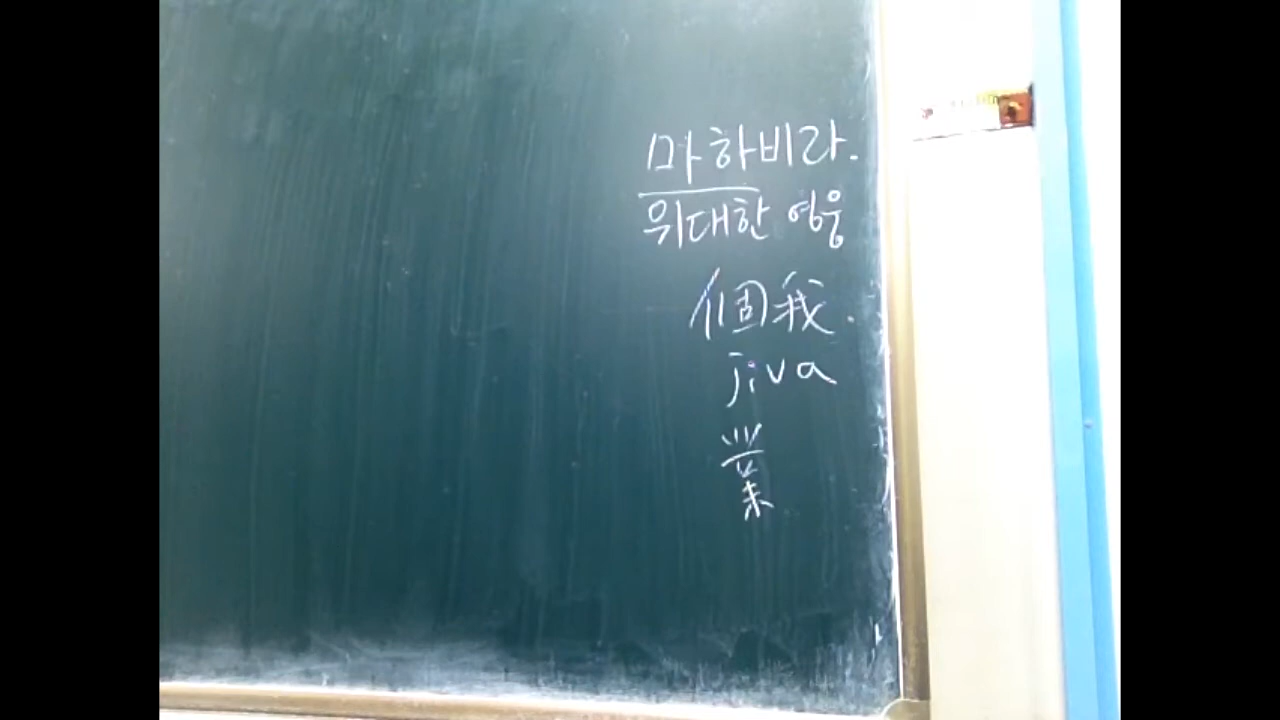 마하비라.
위대한 영웅
個我.
jiva
業